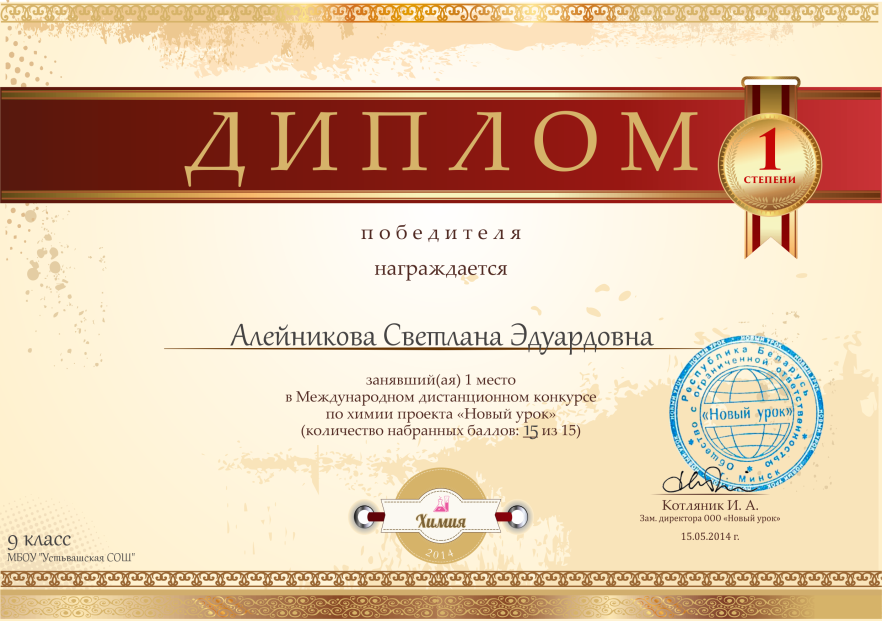 ДИПЛОМ
1
СТЕПЕНИ
победителя
награждается
Алейникова Светлана Эдуардовна
занявший(ая) 1 место
в Международном дистанционном конкурсе
по химии проекта «Новый урок»
(количество набранных баллов: 15 из 15)
Республика Беларусь
Общество с ограниченной ответственностью
«Новый урок»
г. Минск
НОВЫЙ УРОК
Котляник И. А.
Зам. директора ООО «Новый урок»
15.05.2014 г.
Химия
2014
9 класс
МБОУ "Устьвашская СОШ"